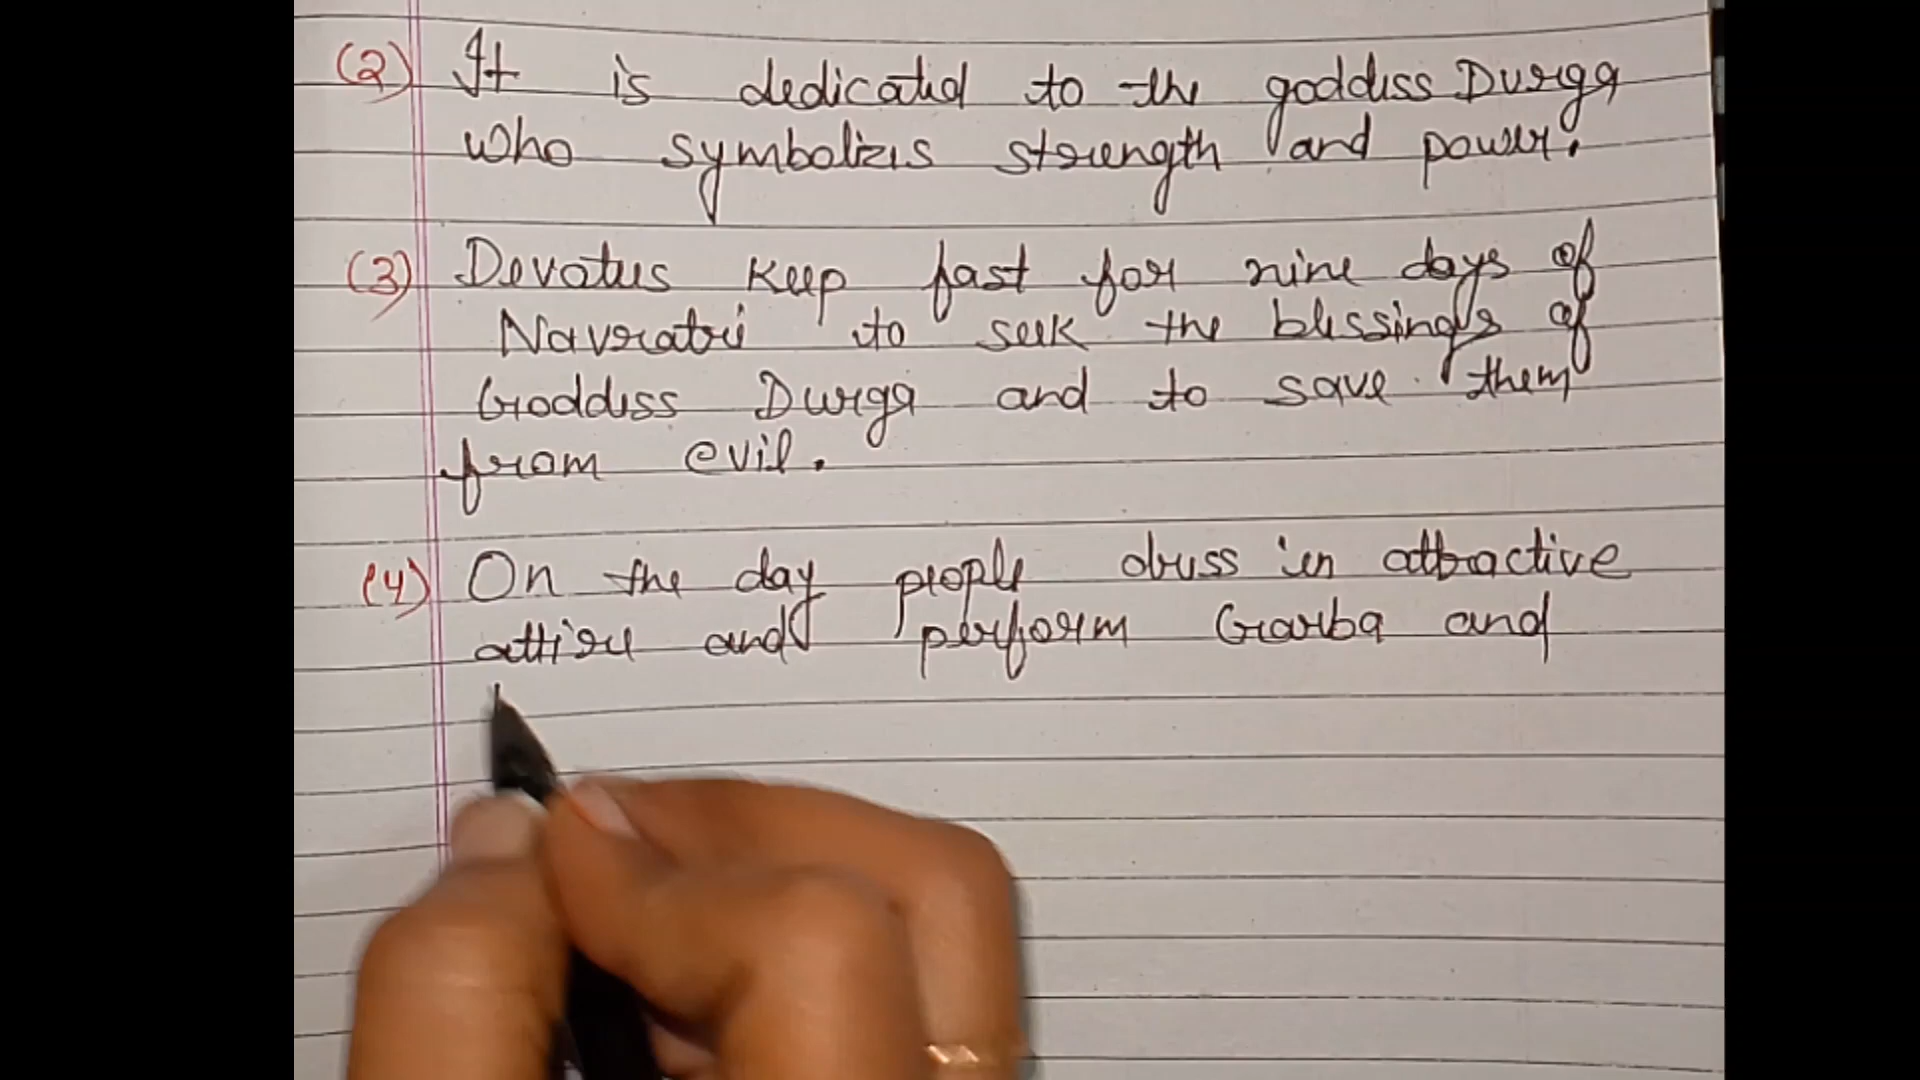 (2) It is dedicated to the goddess Durga
who symbolizes strength and power.
(3) Devotees keep fast for nine days of
Navratri to seek the blessings of
Goddess Durga and to save them
from evil.
(4) On the day people dress in attractive
attire and perform Garba and